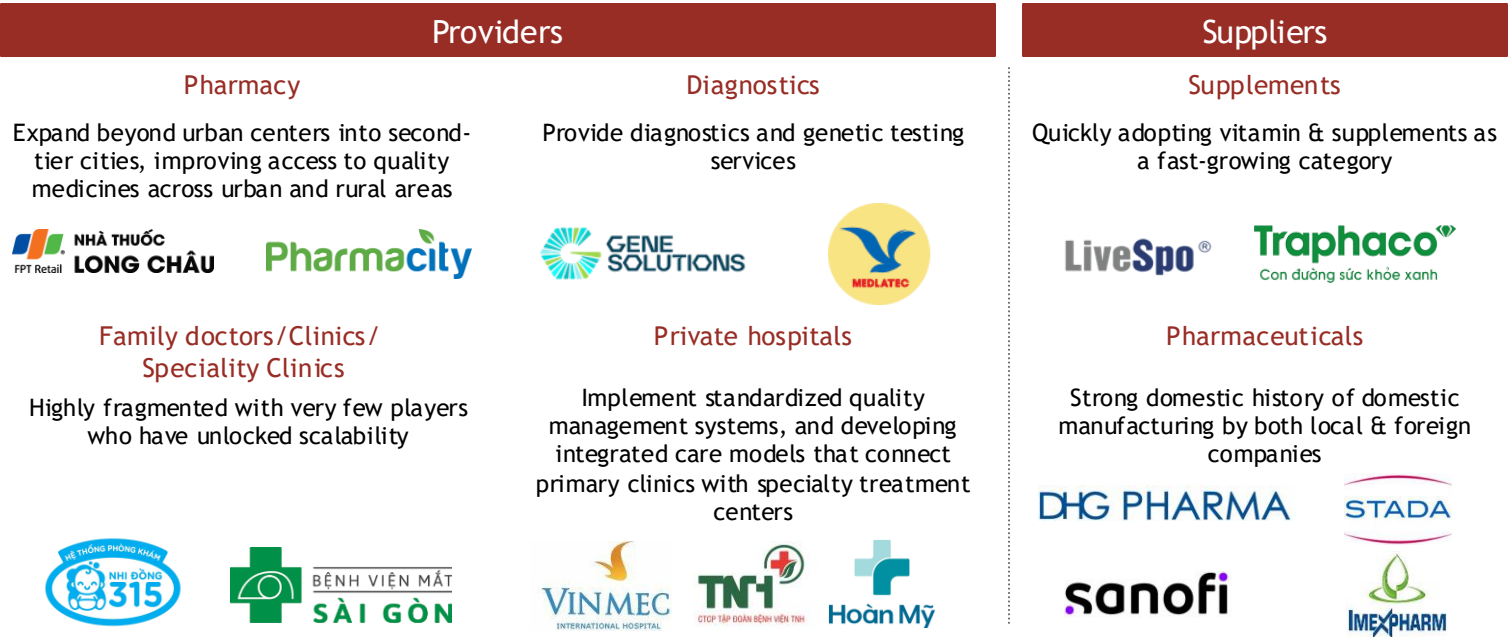 Providers
Pharmacy
Expand beyond urban centers into second-
tier cities, improving access to quality
medicines across urban and rural areas
FPT Retail
NHÀ THUỐC
LONG CHÂU
Pharmacity
Diagnostics
Provide diagnostics and genetic testing
services
GENE
SOLUTIONS
MEDLATEC
Family doctors/Clinics/
Speciality Clinics
Highly fragmented with very few players
who have unlocked scalability
HỆ THỐNG PHÒNG KHÁM
NHI ĐỒNG
315
BỆNH VIỆN MẮT
SÀI GÒN
Private hospitals
Implement standardized quality
management systems, and developing
integrated care models that connect
primary clinics with specialty treatment
centers
VINMEC
INTERNATIONAL HOSPITAL
TNH
CTCP TẬP ĐOÀN BỆNH VIỆN TNH
Hoàn Mỹ
Suppliers
Supplements
Quickly adopting vitamin & supplements as
a fast-growing category
LiveSpo®
Traphaco
Con đường sức khỏe xanh
Pharmaceuticals
Strong domestic history of domestic
manufacturing by both local & foreign
companies
DHG PHARMA
STADA
sanofi
IMEXPHARM